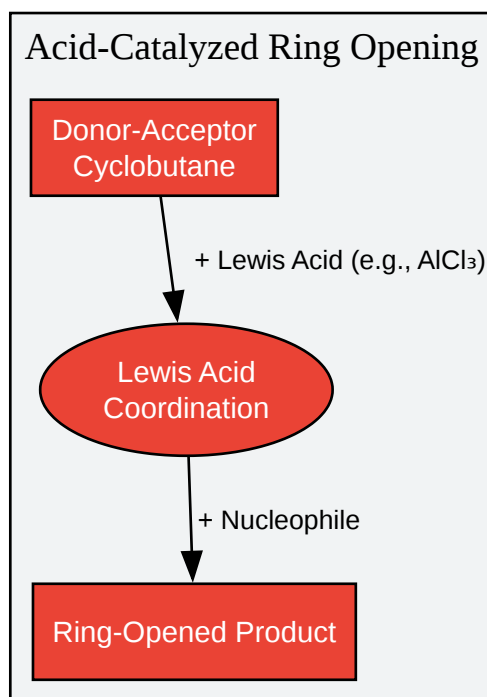 Acid-Catalyzed Ring Opening
Donor-Acceptor
Cyclobutane
+ Lewis Acid (e.g., AlCl₃)
Lewis Acid
Coordination
+ Nucleophile
Ring-Opened Product